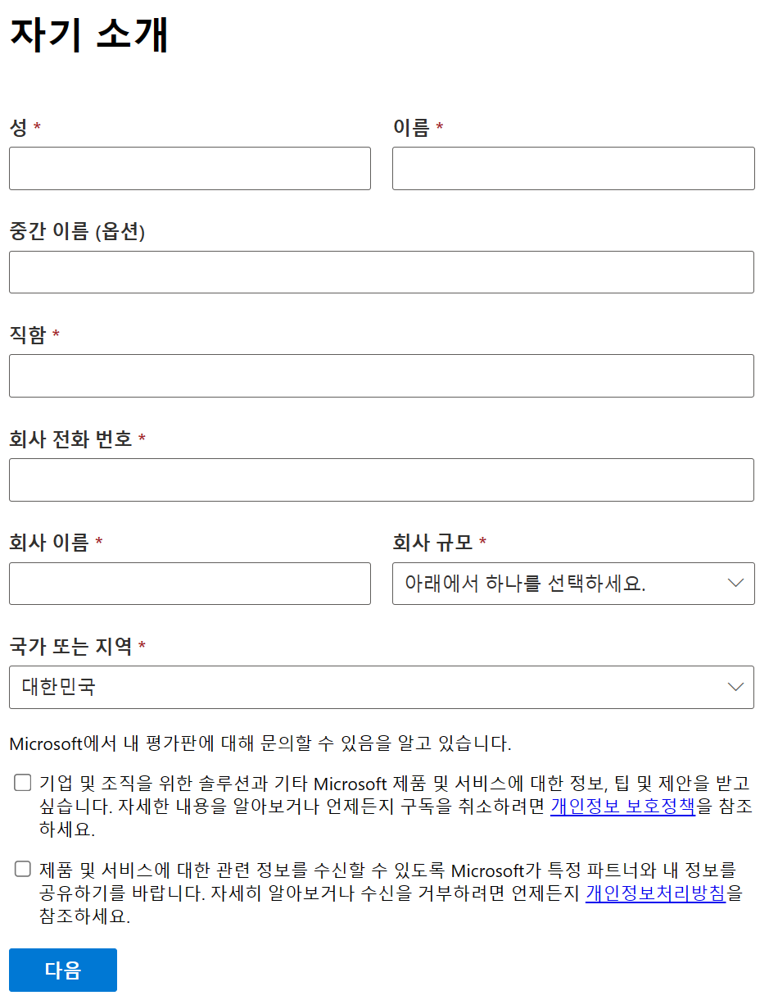 자기 소개
성 *
이름 *
중간 이름 (옵션)
직함 *
회사 전화 번호 *
회사 이름 *
회사 규모 *
아래에서 하나를 선택하세요.
국가 또는 지역 *
대한민국
Microsoft에서 내 평가판에 대해 문의할 수 있음을 알고 있습니다.
기업 및 조직을 위한 솔루션과 기타 Microsoft 제품 및 서비스에 대한 정보, 팁 및 제안을 받고
싶습니다. 자세한 내용을 알아보거나 언제든지 구독을 취소하려면 개인정보 보호정책을 참조
하세요.
제품 및 서비스에 대한 관련 정보를 수신할 수 있도록 Microsoft가 특정 파트너와 내 정보를
공유하기를 바랍니다. 자세히 알아보거나 수신을 거부하려면 언제든지 개인정보처리방침을
참조하세요.
다음